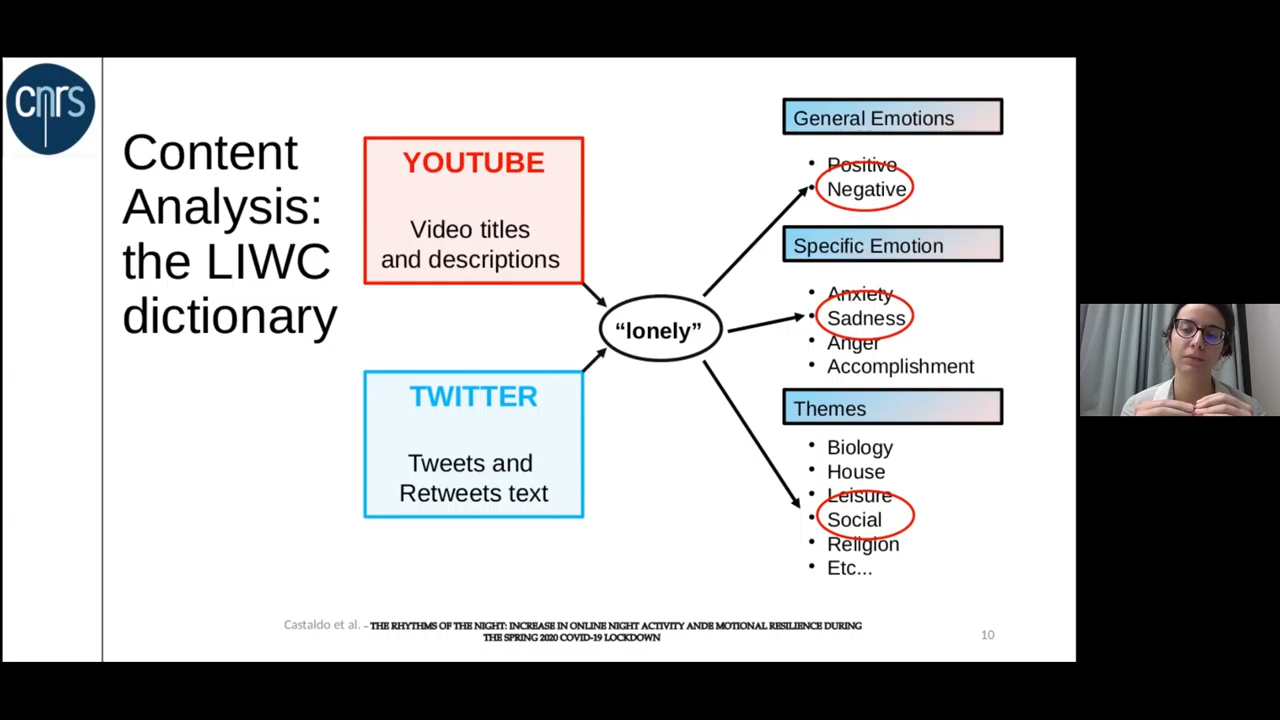 cnrs
Content
Analysis:
the LIWC
dictionary
YOUTUBE
Video titles
and descriptions
TWITTER
Tweets and
Retweets text
“lonely”
General Emotions
• Positive
• Negative
Specific Emotion
• Anxiety
• Sadness
• Anger
• Accomplishment
Themes
• Biology
• House
• Leisure
• Social
• Religion
• Etc...
Castaldo et al. – THE RHYTHMS OF THE NIGHT: INCREASE IN ONLINE NIGHT ACTIVITY ANDE MOTIONAL RESILIENCE DURING
THE SPRING 2020 COVID-19 LOCKDOWN
10